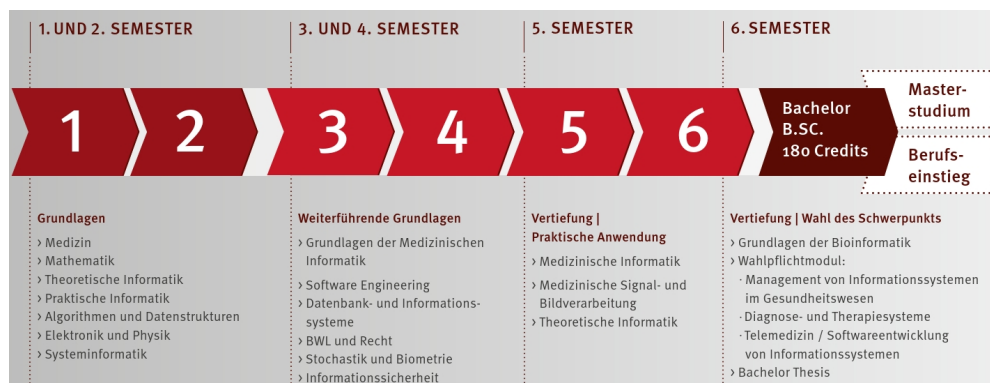 1. UND 2. SEMESTER
3. UND 4. SEMESTER
5. SEMESTER
6. SEMESTER
1
2
3
4
5
6
Bachelor
B.SC.
180 Credits
Master-
studium
Berufs-
einstieg
Grundlagen
› Medizin
› Mathematik
› Theoretische Informatik
› Praktische Informatik
› Algorithmen und Datenstrukturen
› Elektronik und Physik
› Systeminformatik
Weiterführende Grundlagen
› Grundlagen der Medizinischen
Informatik
› Software Engineering
› Datenbank- und Informations-
systeme
› BWL und Recht
› Stochastik und Biometrie
› Informationssicherheit
Vertiefung |
Praktische Anwendung
› Medizinische Informatik
› Medizinische Signal- und
Bildverarbeitung
› Theoretische Informatik
Vertiefung | Wahl des Schwerpunkts
› Grundlagen der Bioinformatik
› Wahlpflichtmodul:
· Management von Informationssystemen
im Gesundheitswesen
· Diagnose- und Therapiesysteme
· Telemedizin / Softwareentwicklung
von Informationssystemen
› Bachelor Thesis